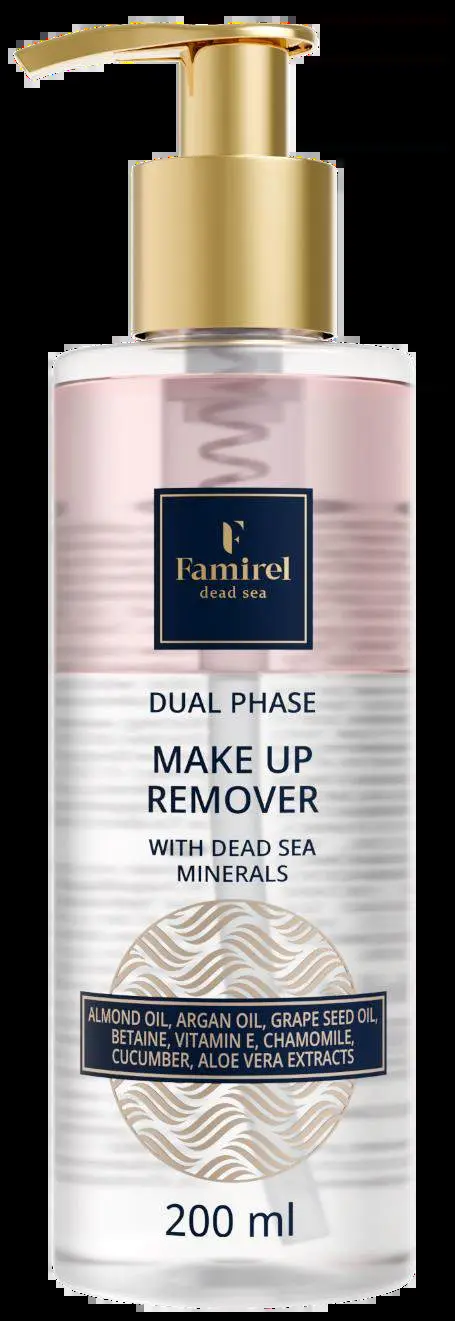 Famirel
dead sea
DUAL PHASE
MAKE UP
REMOVER
WITH DEAD SEA
MINERALS
ALMOND OIL, ARGAN OIL, GRAPE SEED OIL,
BETAINE, VITAMIN E, CHAMOMILE,
CUCUMBER, ALOE VERA EXTRACTS
200 ml